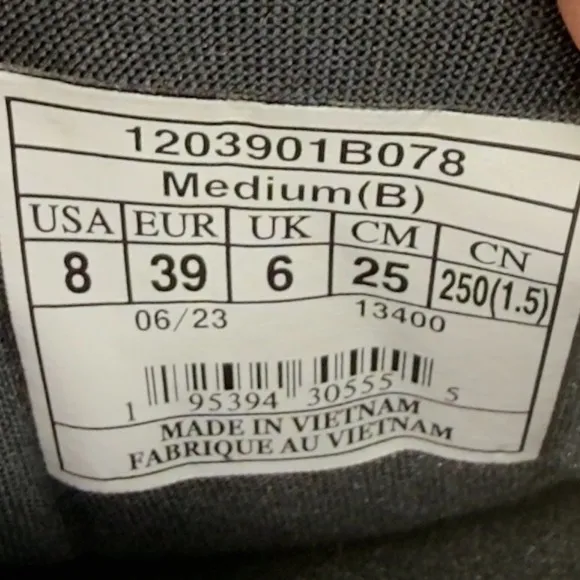 1203901B078
Medium(B)
USA EUR UK CM CN
8 39 6 25 250(1.5)
06/23 13400
1 95394 30555 5
MADE IN VIETNAM
FABRIQUE AU VIETNAM